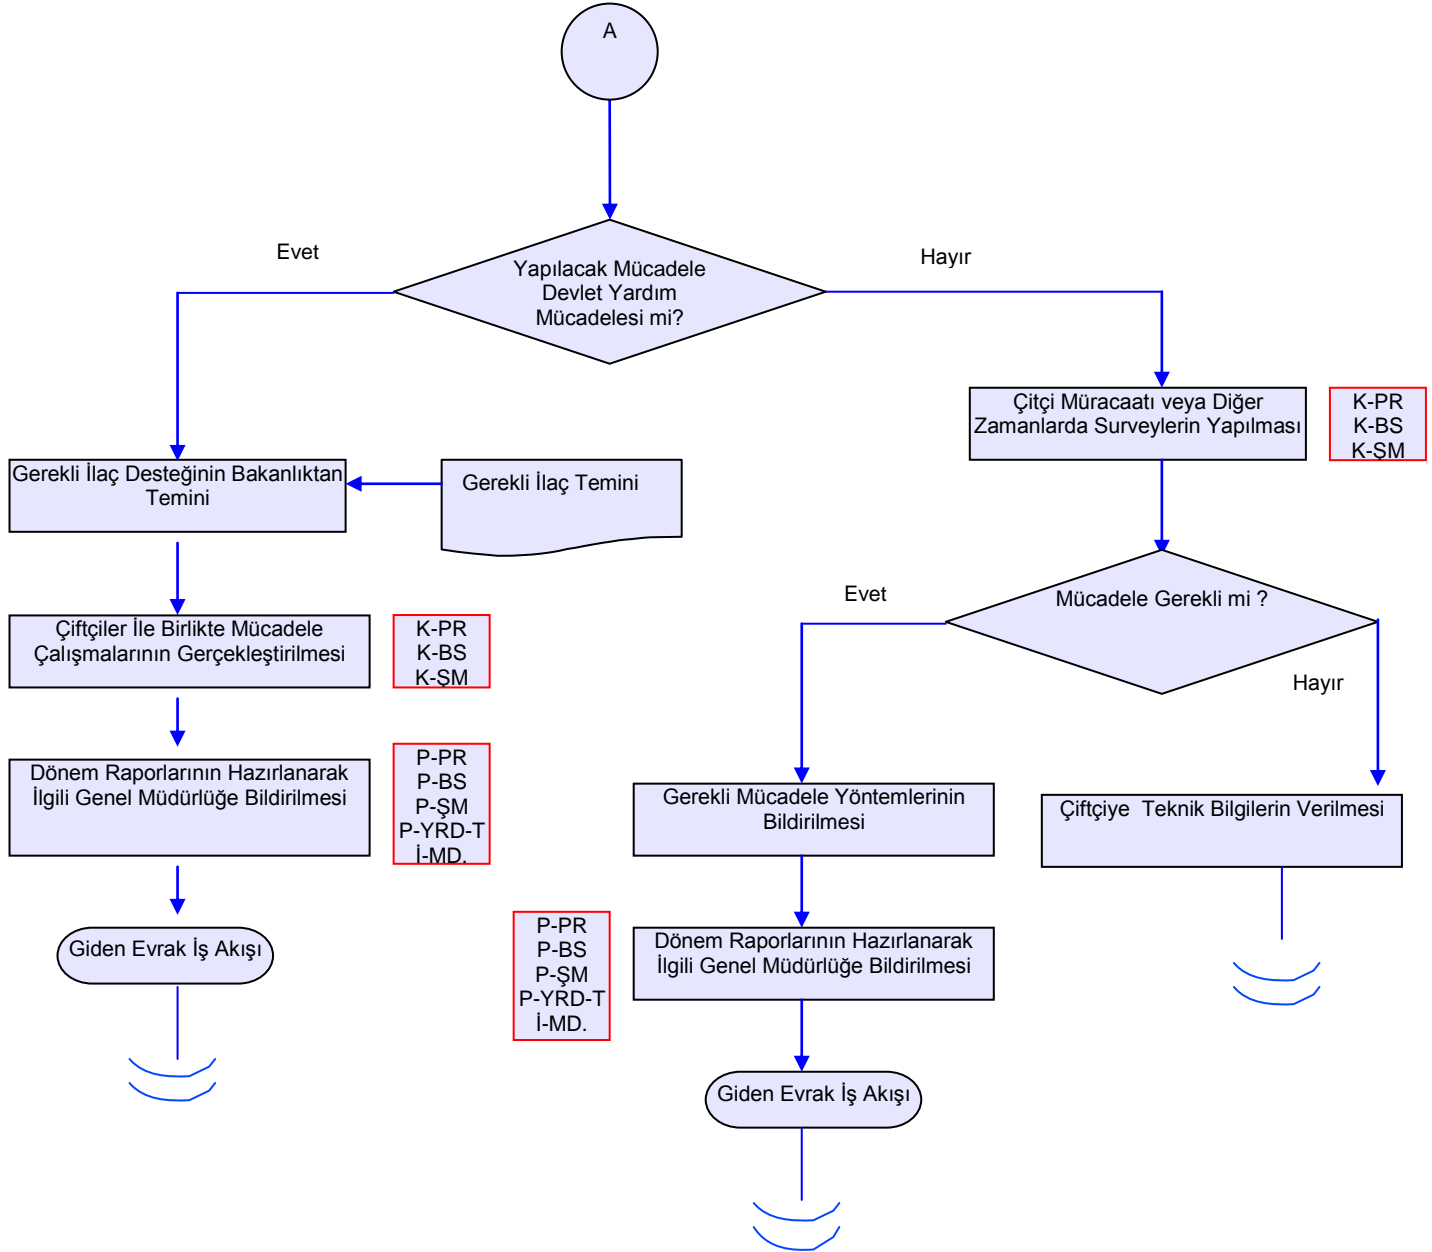 A
Evet
Hayır
Yapılacak Mücadele
Devlet Yardım
Mücadelesi mi?
Çitçi Müracaatı veya Diğer
Zamanlarda Surveylerin Yapılması
K-PR
K-BS
K-ŞM
Gerekli İlaç Desteğinin Bakanlıktan
Temini
Gerekli İlaç Temini
Evet
Mücadele Gerekli mi ?
Hayır
Çiftçiler İle Birlikte Mücadele
Çalışmalarının Gerçekleştirilmesi
K-PR
K-BS
K-ŞM
Dönem Raporlarının Hazırlanarak
İlgili Genel Müdürlüğe Bildirilmesi
P-PR
P-BS
P-ŞM
P-YRD-T
İ-MD.
Gerekli Mücadele Yöntemlerinin
Bildirilmesi
Çiftçiye  Teknik Bilgilerin Verilmesi
Giden Evrak İş Akışı
P-PR
P-BS
P-ŞM
P-YRD-T
İ-MD.
Dönem Raporlarının Hazırlanarak
İlgili Genel Müdürlüğe Bildirilmesi
Giden Evrak İş Akışı